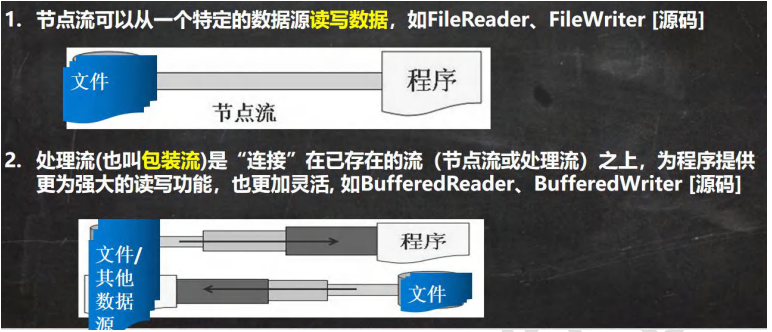 1. 节点流可以从一个特定的数据源读写数据，如FileReader、FileWriter [源码]
文件
程序
节点流
2. 处理流(也叫包装流)是“连接”在已存在的流（节点流或处理流）之上，为程序提供
更为强大的读写功能，也更加灵活, 如BufferedReader、BufferedWriter [源码]
文件/
其他
数据
源
程序
文件